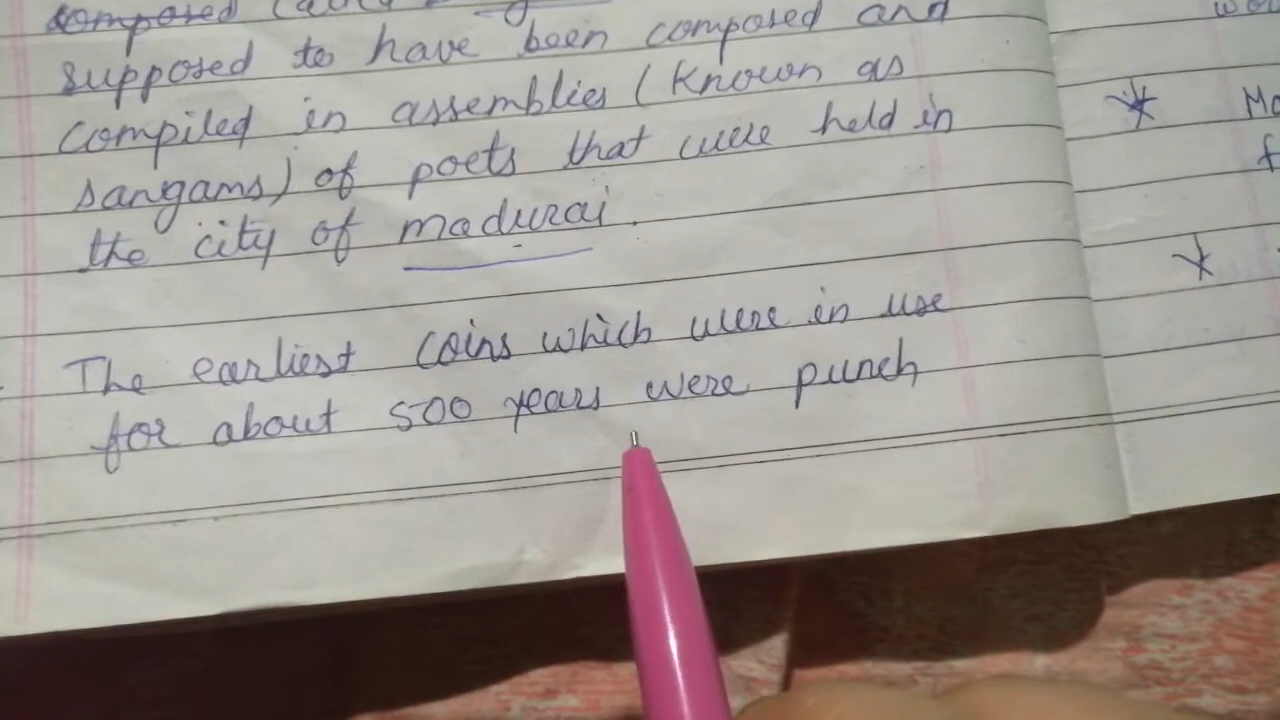 composed
supposed to have been composed and
compiled in assemblies (Known as
sangams) of poets that were held in
the city of madurai.
The earliest coins which were in use
for about 500 years were punch